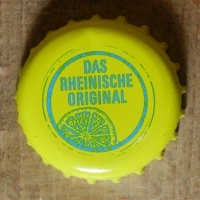 DAS
RHEINISCHE
ORIGINAL